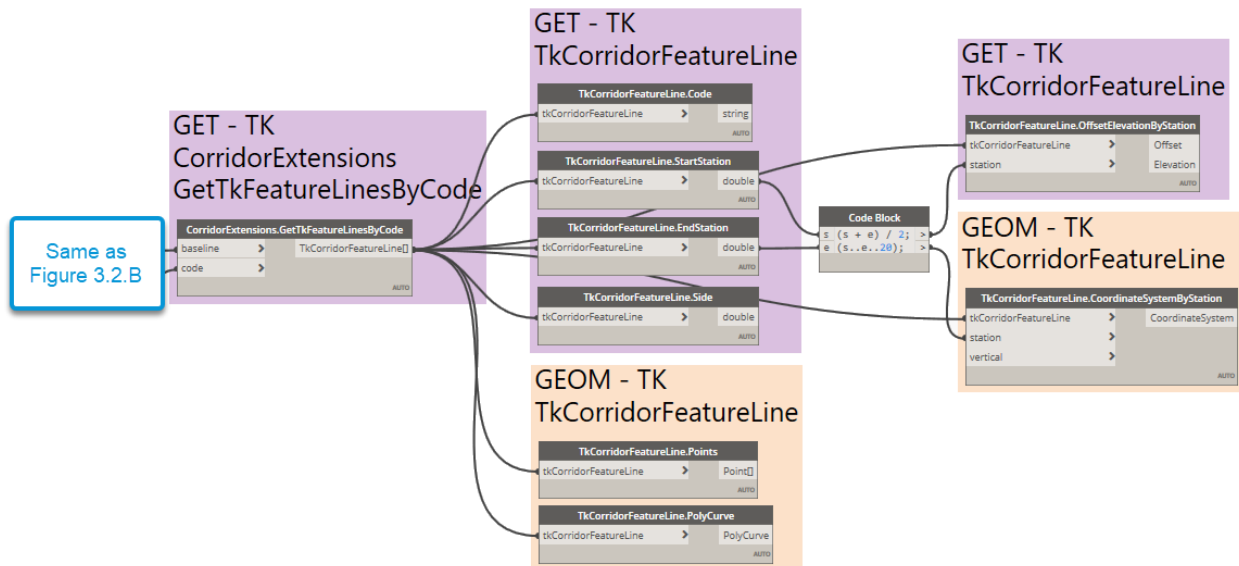 Same as
Figure 3.2.B
GET - TK
CorridorExtensions
GetTkFeatureLinesByCode
CorridorExtensions.GetTkFeatureLinesByCode
baseline > TkCorridorFeatureLine[]
code >
AUTO
GET - TK
TkCorridorFeatureLine
TkCorridorFeatureLine.Code
tkCorridorFeatureLine > string
AUTO
TkCorridorFeatureLine.StartStation
tkCorridorFeatureLine > double
AUTO
TkCorridorFeatureLine.EndStation
tkCorridorFeatureLine > double
AUTO
TkCorridorFeatureLine.Side
tkCorridorFeatureLine > double
AUTO
GEOM - TK
TkCorridorFeatureLine
TkCorridorFeatureLine.Points
tkCorridorFeatureLine > Point[]
AUTO
TkCorridorFeatureLine.PolyCurve
tkCorridorFeatureLine > PolyCurve
AUTO
Code Block
s (s + e) / 2; >
e (s..e..20); >
GET - TK
TkCorridorFeatureLine
TkCorridorFeatureLine.OffsetElevationByStation
tkCorridorFeatureLine > Offset
station > Elevation
AUTO
GEOM - TK
TkCorridorFeatureLine
TkCorridorFeatureLine.CoordinateSystemByStation
tkCorridorFeatureLine > CoordinateSystem
station >
vertical >
AUTO